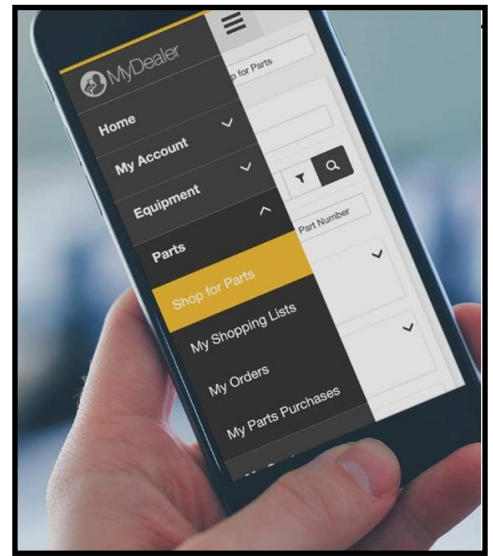 MyDealer
Home
My Account
Equipment
Parts
Shop for Parts
My Shopping Lists
My Orders
My Parts Purchases
for Parts
Part Number